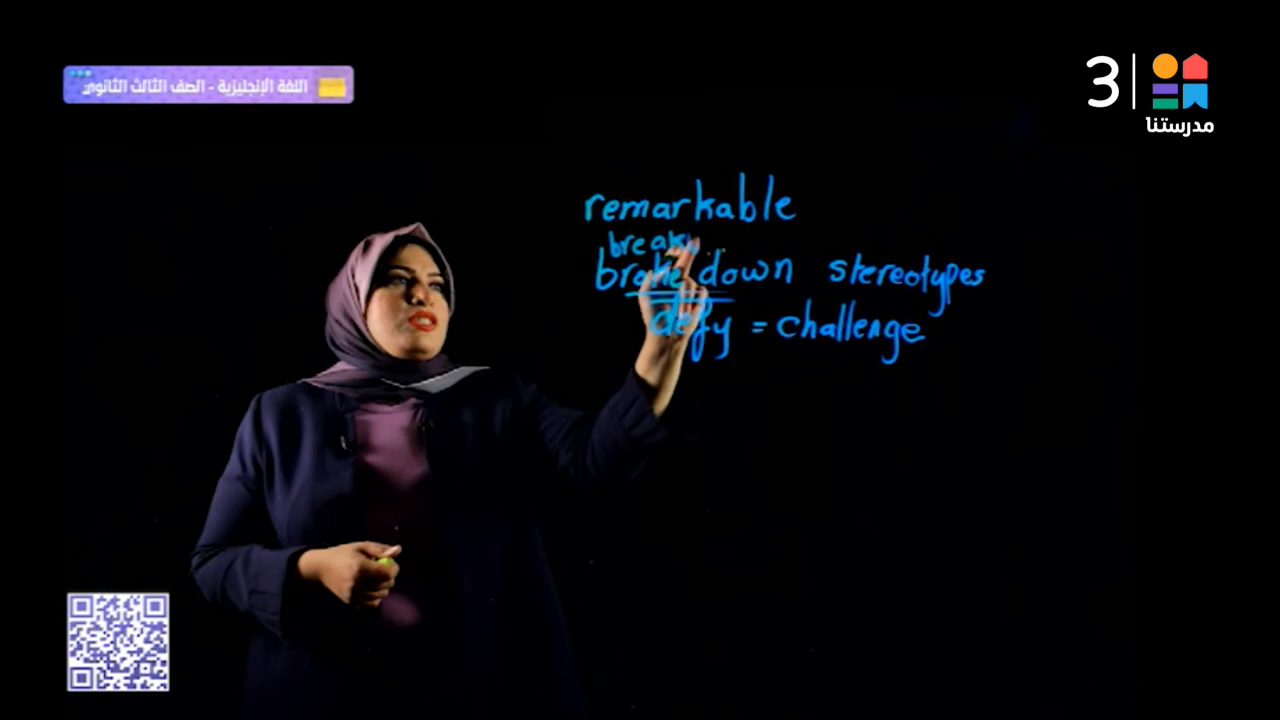 اللغة الإنجليزية - الصف الثالث الثانوي
3
مدرستنا
remarkable
break
broke down stereotypes
defy = challenge